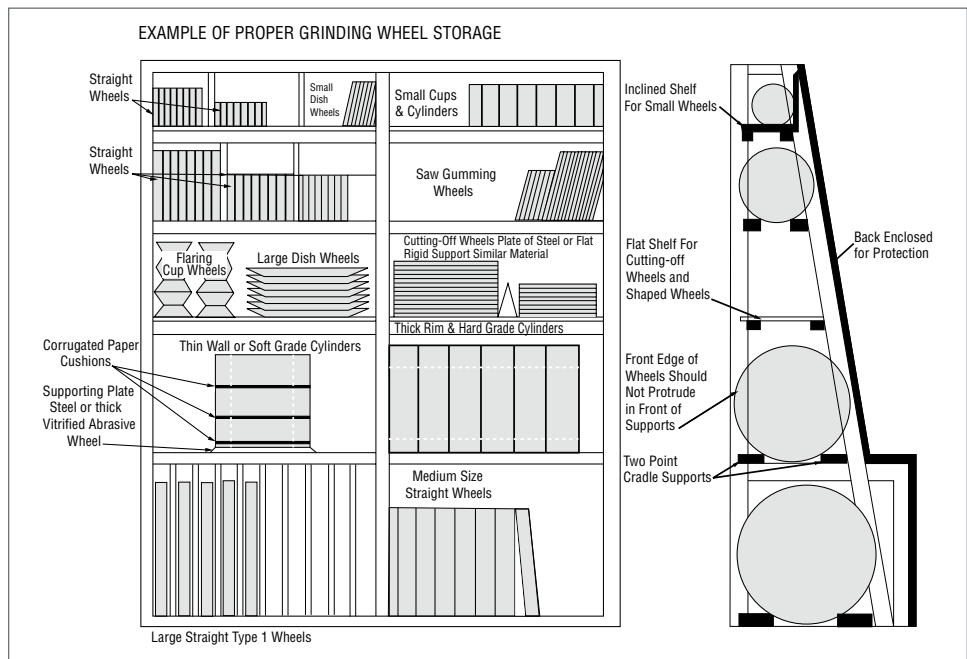 EXAMPLE OF PROPER GRINDING WHEEL STORAGE
Straight
Wheels
Small
Dish
Wheels
Small Cups
& Cylinders
Straight
Wheels
Saw Gumming
Wheels
Flaring
Cup Wheels
Large Dish Wheels
Cutting-Off Wheels Plate of Steel or Flat
Rigid Support Similar Material
Thick Rim & Hard Grade Cylinders
Corrugated Paper
Cushions
Thin Wall or Soft Grade Cylinders
Supporting Plate
Steel or thick
Vitrified Abrasive
Wheel
Medium Size
Straight Wheels
Large Straight Type 1 Wheels
Inclined Shelf
For Small Wheels
Back Enclosed
for Protection
Flat Shelf For
Cutting-off
Wheels and
Shaped Wheels
Front Edge of
Wheels Should
Not Protrude
in Front of
Supports
Two Point
Cradle Supports